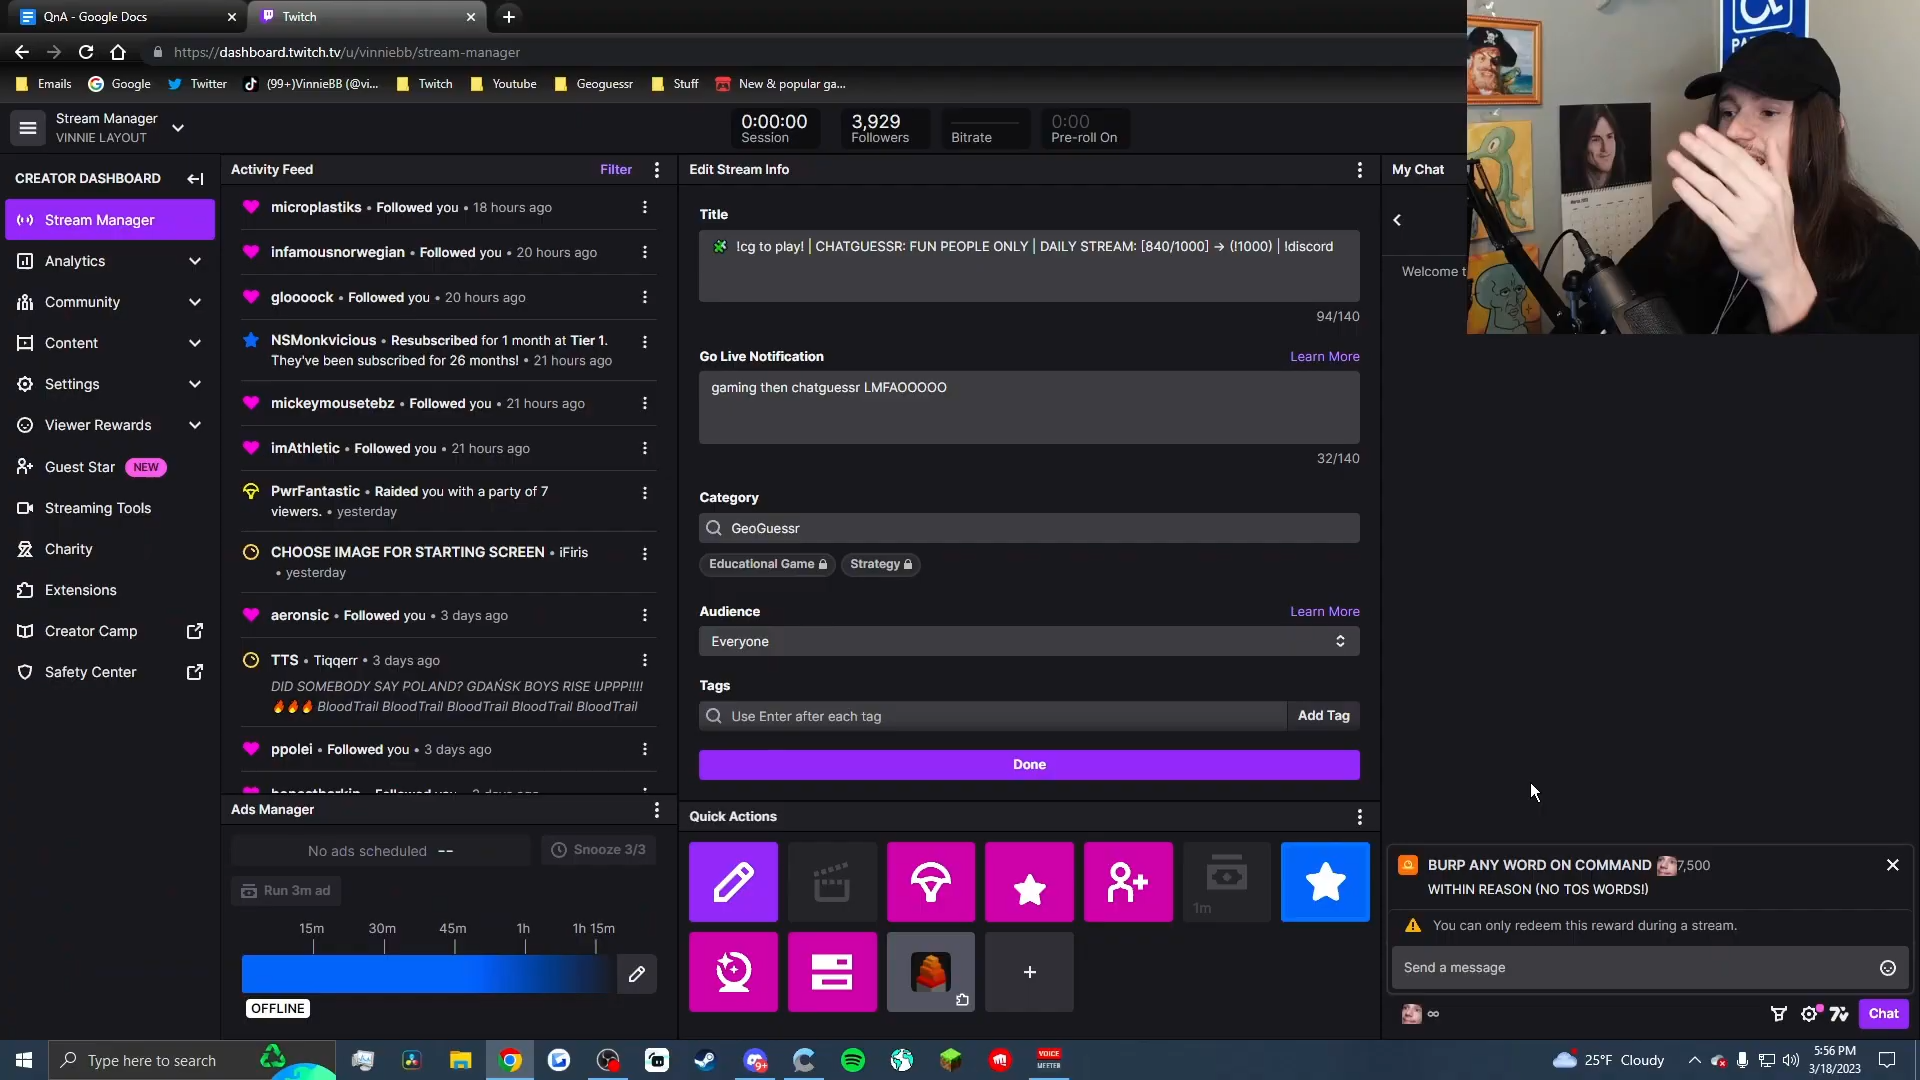 QnA - Google Docs
Twitch
https://dashboard.twitch.tv/u/vinniebb/stream-manager
Emails
Google
Twitter
(99+)VinnieBB (@vi...
Twitch
Youtube
Geoguessr
Stuff
New & popular ga...
Stream Manager
VINNIE LAYOUT
0:00:00
Session
3,929
Followers
Bitrate
0:00
Pre-roll On
CREATOR DASHBOARD
Stream Manager
Analytics
Community
Content
Settings
Viewer Rewards
Guest Star NEW
Streaming Tools
Charity
Extensions
Creator Camp
Safety Center
Activity Feed
Filter
microplastiks • Followed you • 18 hours ago
infamousnorwegian • Followed you • 20 hours ago
gloooock • Followed you • 20 hours ago
NSMonkvicious • Resubscribed for 1 month at Tier 1.
They've been subscribed for 26 months! • 21 hours ago
mickeymousetebz • Followed you • 21 hours ago
imAthletic • Followed you • 21 hours ago
PwrFantastic • Raided you with a party of 7
viewers. • yesterday
CHOOSE IMAGE FOR STARTING SCREEN • iFiris
• yesterday
aeronsic • Followed you • 3 days ago
TTS • Tiqqerr • 3 days ago
DID SOMEBODY SAY POLAND? GDAŃSK BOYS RISE UPPP!!!!
🔥🔥🔥 BloodTrail BloodTrail BloodTrail BloodTrail BloodTrail
ppolei • Followed you • 3 days ago
Ads Manager
No ads scheduled --
Snooze 3/3
Run 3m ad
15m 30m 45m 1h 1h 15m
OFFLINE
Edit Stream Info
Title
!cg to play! | CHATGUESSR: FUN PEOPLE ONLY | DAILY STREAM: [840/1000] → (!1000) | !discord
94/140
Go Live Notification
Learn More
gaming then chatguessr LMFAOOOOO
32/140
Category
GeoGuessr
Educational Game
Strategy
Audience
Learn More
Everyone
Tags
Use Enter after each tag
Add Tag
Done
Quick Actions
1m
My Chat
Welcome t
BURP ANY WORD ON COMMAND 7,500
WITHIN REASON (NO TOS WORDS!)
You can only redeem this reward during a stream.
Send a message
Chat
Type here to search
9+
VOICE
MEETER
25°F Cloudy
5:56 PM
3/18/2023